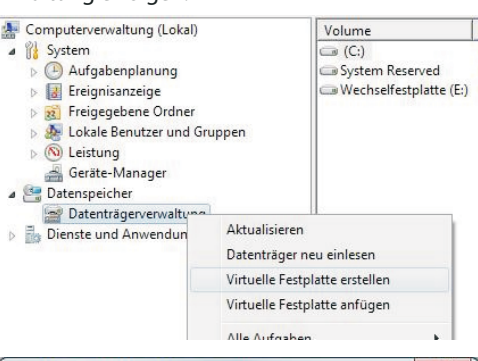 Computerverwaltung (Lokal)
System
Aufgabenplanung
Ereignisanzeige
Freigegebene Ordner
Lokale Benutzer und Gruppen
Leistung
Geräte-Manager
Datenspeicher
Datenträgerverwaltung
Dienste und
Volume
(C:)
System Reserved
Wechselfestplatte (E:)
Aktualisieren
Datenträger neu einlesen
Virtuelle Festplatte erstellen
Virtuelle Festplatte anfügen
Alle Aufgaben